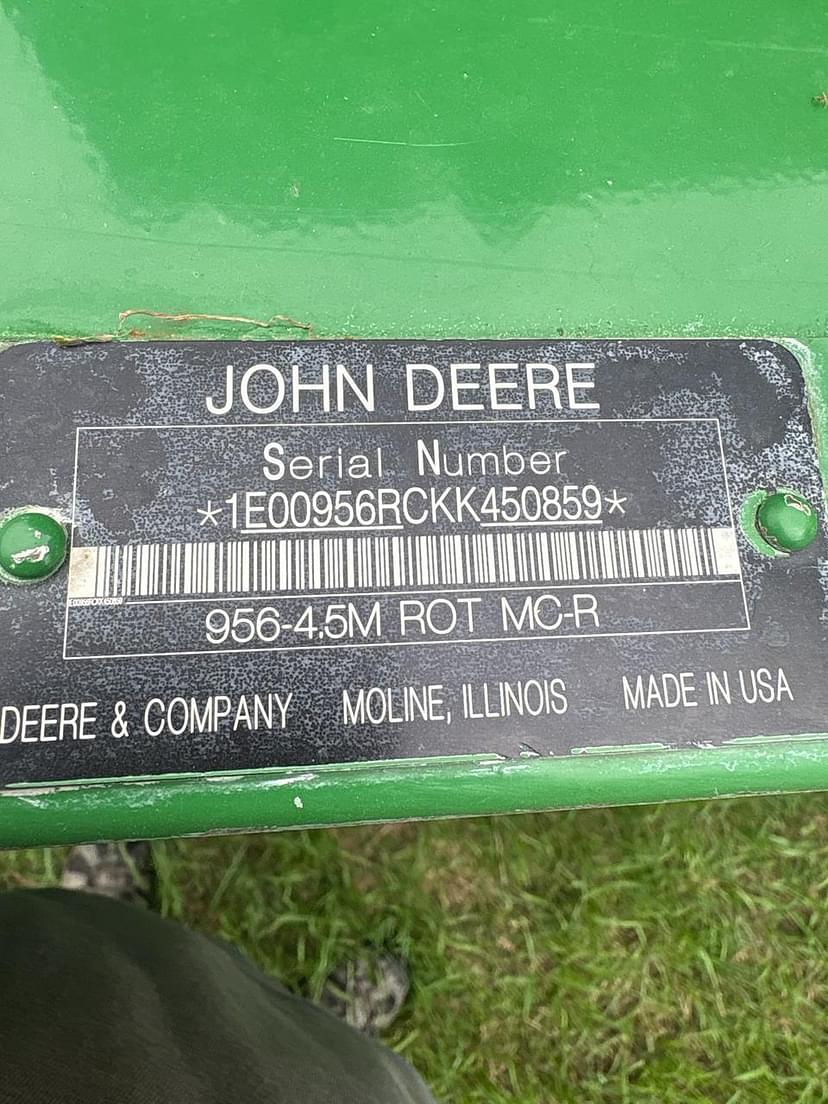 JOHN DEERE
Serial Number
*1E00956RCKK450859*
956-4.5M ROT MC-R
DEERE & COMPANY MOLINE, ILLINOIS MADE IN USA